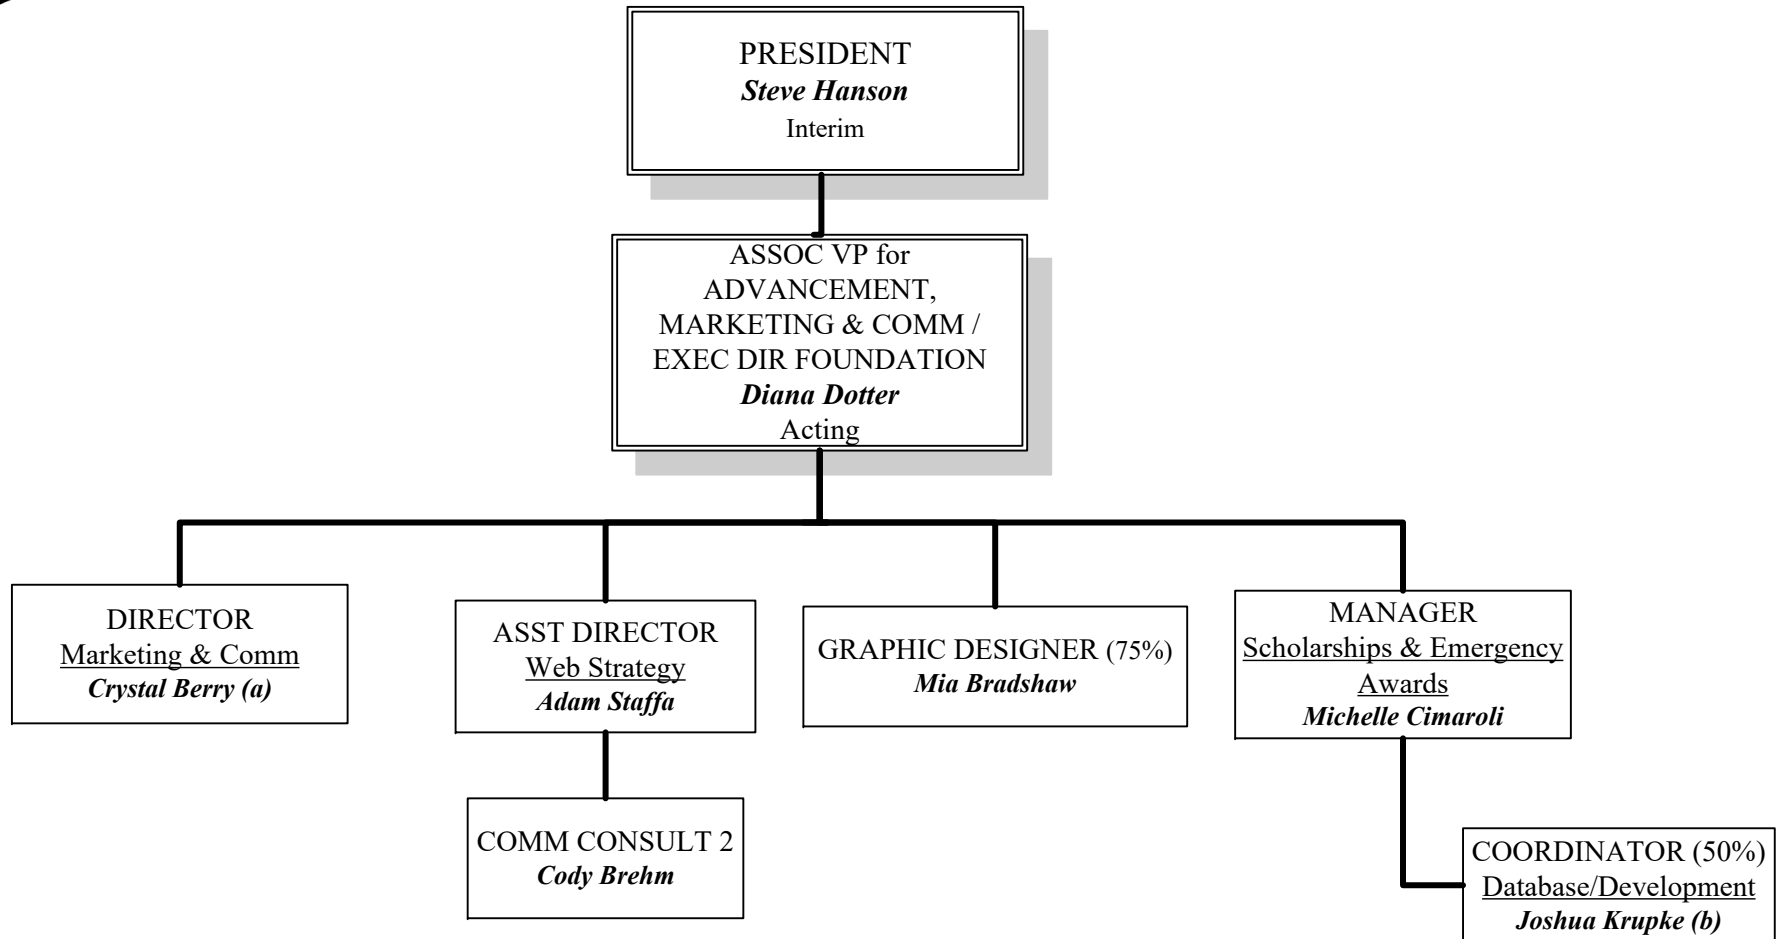 PRESIDENT
Steve Hanson
Interim
ASSOC VP for
ADVANCEMENT,
MARKETING & COMM /
EXEC DIR FOUNDATION
Diana Dotter
Acting
DIRECTOR
Marketing & Comm
Crystal Berry (a)
ASST DIRECTOR
Web Strategy
Adam Staffa
GRAPHIC DESIGNER (75%)
Mia Bradshaw
MANAGER
Scholarships & Emergency
Awards
Michelle Cimaroli
COMM CONSULT 2
Cody Brehm
COORDINATOR (50%)
Database/Development
Joshua Krupke (b)